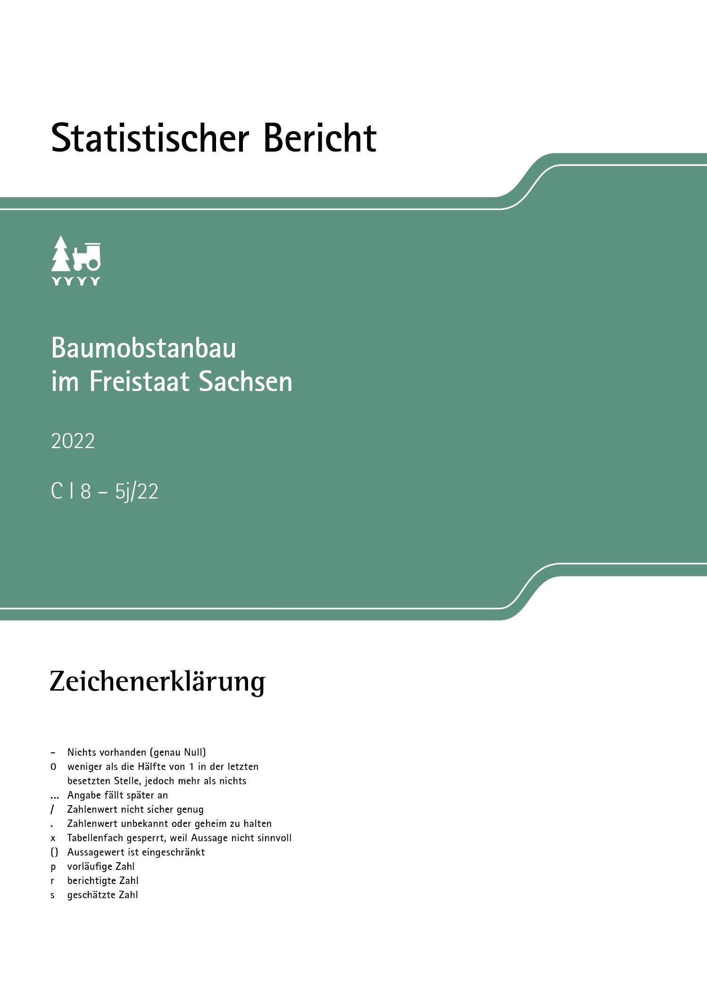 Statistischer Bericht
Baumobstanbau
im Freistaat Sachsen
2022
C I 8 – 5j/22
Zeichenerklärung
– Nichts vorhanden (genau Null)
0 weniger als die Hälfte von 1 in der letzten
besetzten Stelle, jedoch mehr als nichts
... Angabe fällt später an
/ Zahlenwert nicht sicher genug
. Zahlenwert unbekannt oder geheim zu halten
x Tabellenfach gesperrt, weil Aussage nicht sinnvoll
() Aussagewert ist eingeschränkt
p vorläufige Zahl
r berichtigte Zahl
s geschätzte Zahl